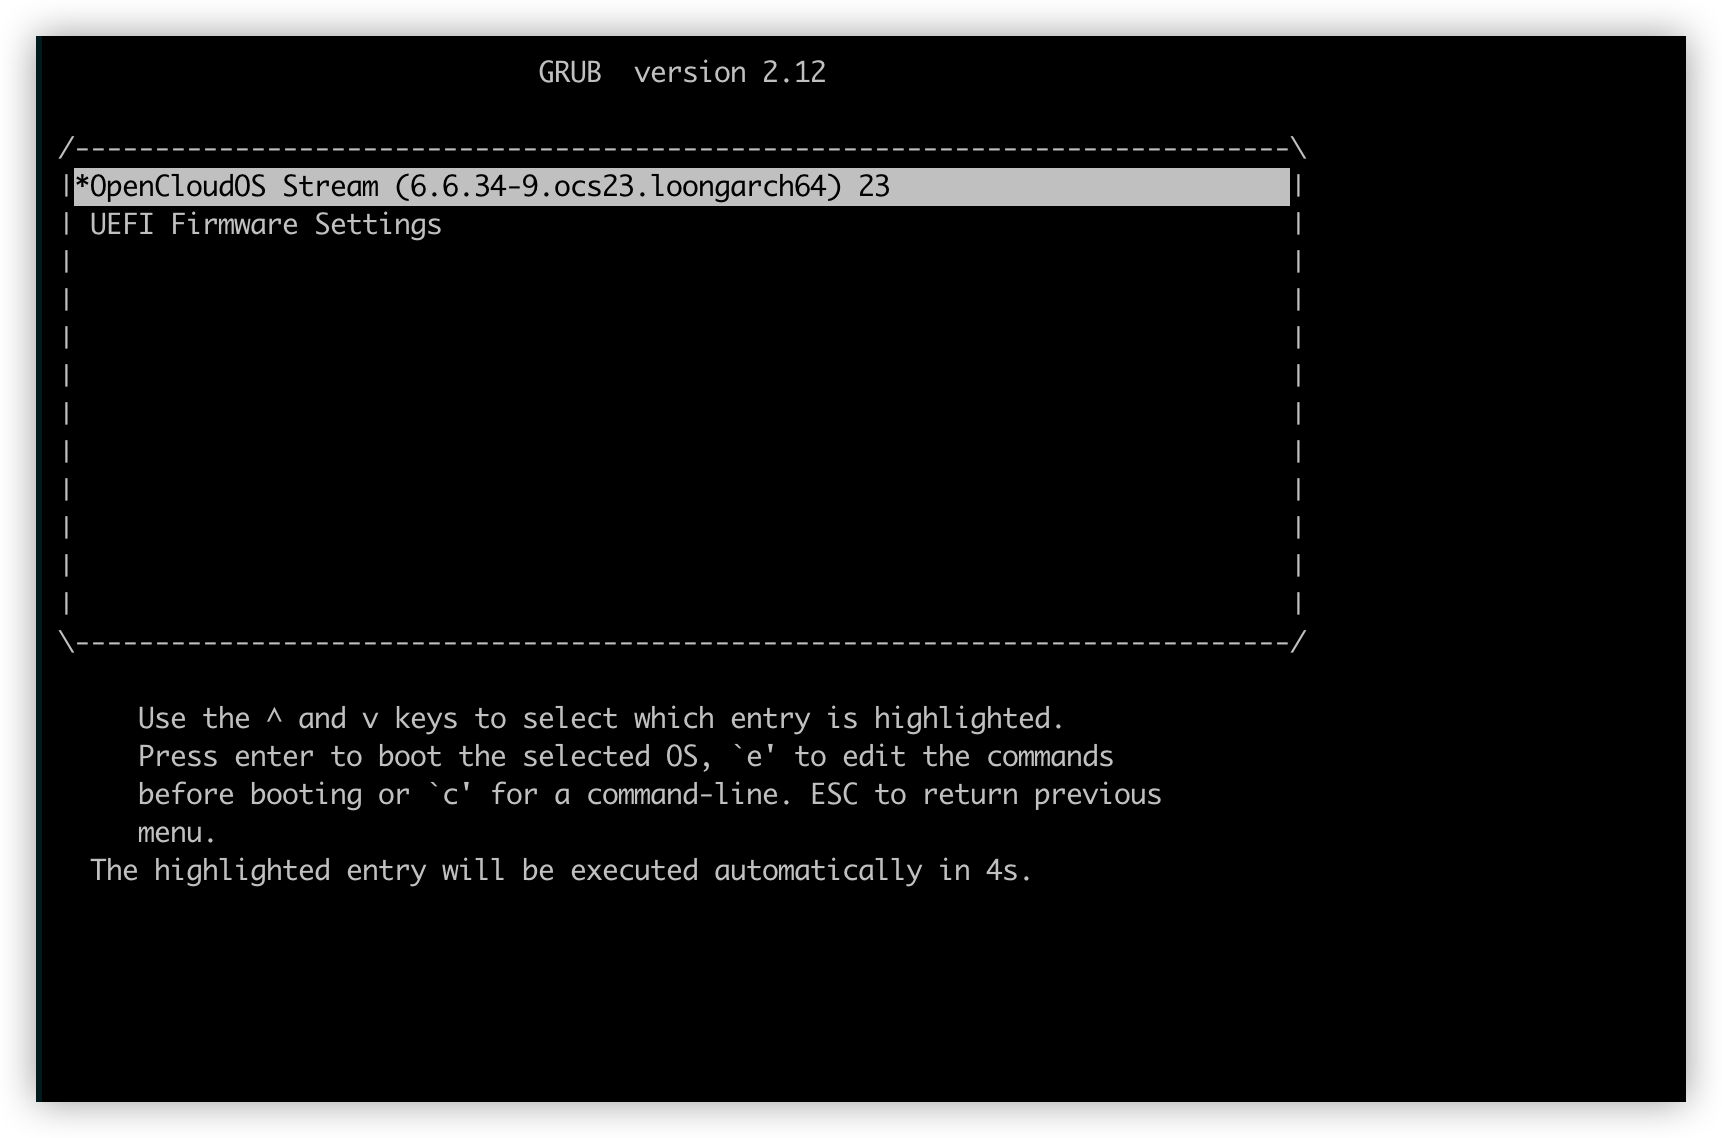 GRUB  version 2.12
/----------------------------------------------------------------------------\
|*OpenCloudOS Stream (6.6.34-9.ocs23.loongarch64) 23                         |
| UEFI Firmware Settings                                                     |
|                                                                            |
|                                                                            |
|                                                                            |
|                                                                            |
|                                                                            |
|                                                                            |
|                                                                            |
|                                                                            |
|                                                                            |
|                                                                            |
\----------------------------------------------------------------------------/
Use the ^ and v keys to select which entry is highlighted.
Press enter to boot the selected OS, `e' to edit the commands
before booting or `c' for a command-line. ESC to return previous
menu.
The highlighted entry will be executed automatically in 4s.